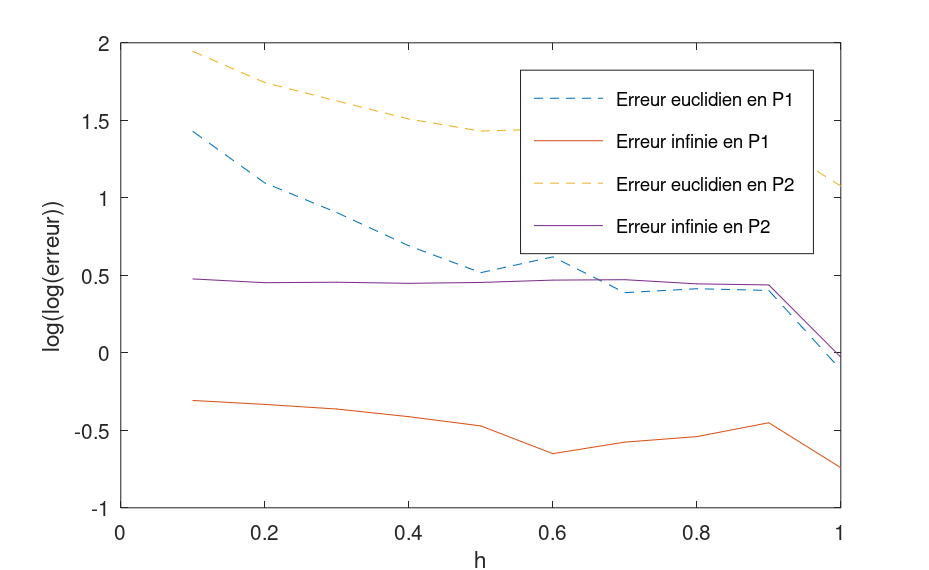 2
1.5
1
0.5
0
-0.5
-1
log(log(erreur))
Erreur euclidien en P1
Erreur infinie en P1
Erreur euclidien en P2
Erreur infinie en P2
0 0.2 0.4 0.6 0.8 1
h